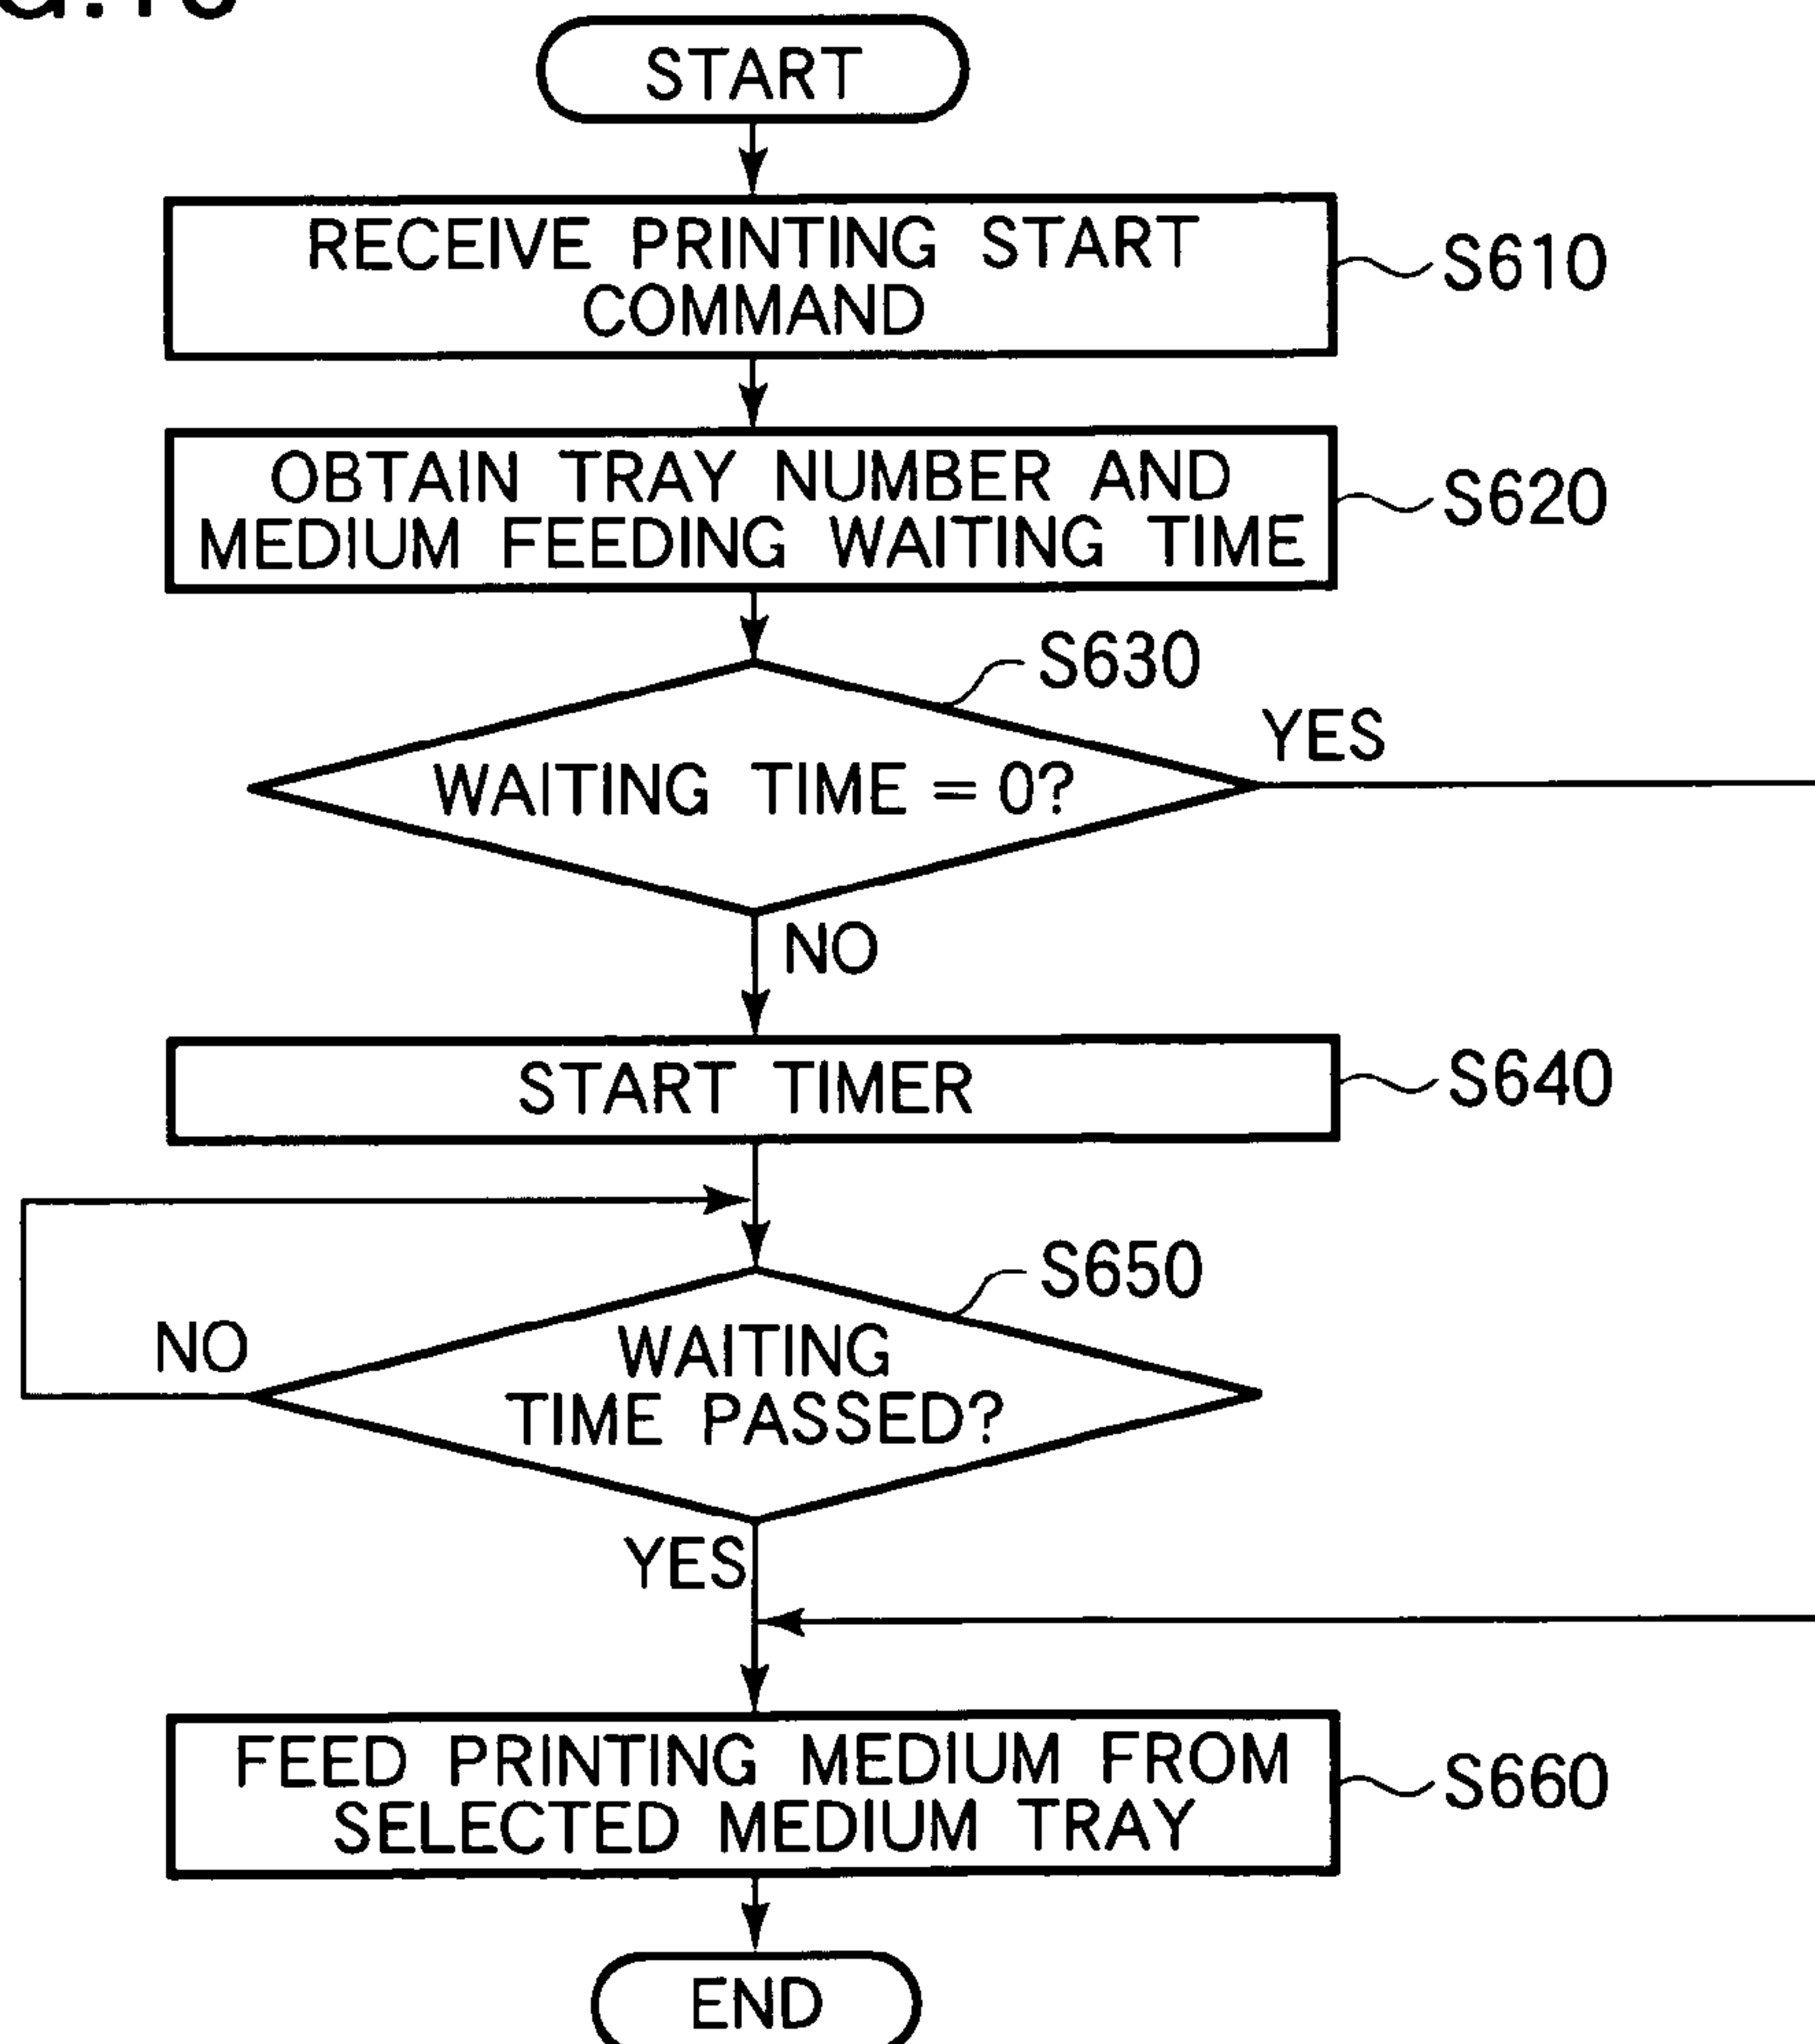 START
RECEIVE PRINTING START
COMMAND
S610
OBTAIN TRAY NUMBER AND
MEDIUM FEEDING WAITING TIME
S620
S630
WAITING TIME = 0?
YES
NO
START TIMER
S640
S650
WAITING
TIME PASSED?
NO
YES
FEED PRINTING MEDIUM FROM
SELECTED MEDIUM TRAY
S660
END